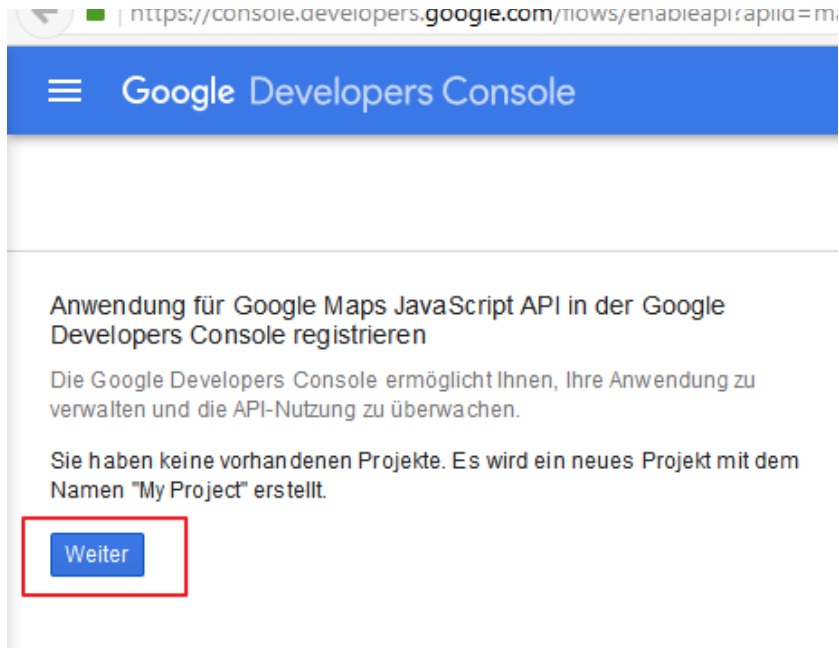 https://console.developers.google.com/flows/enableapi?apiid=ma
Google Developers Console
Anwendung für Google Maps JavaScript API in der Google
Developers Console registrieren
Die Google Developers Console ermöglicht Ihnen, Ihre Anwendung zu
verwalten und die API-Nutzung zu überwachen.
Sie haben keine vorhandenen Projekte. Es wird ein neues Projekt mit dem
Namen "My Project" erstellt.
Weiter